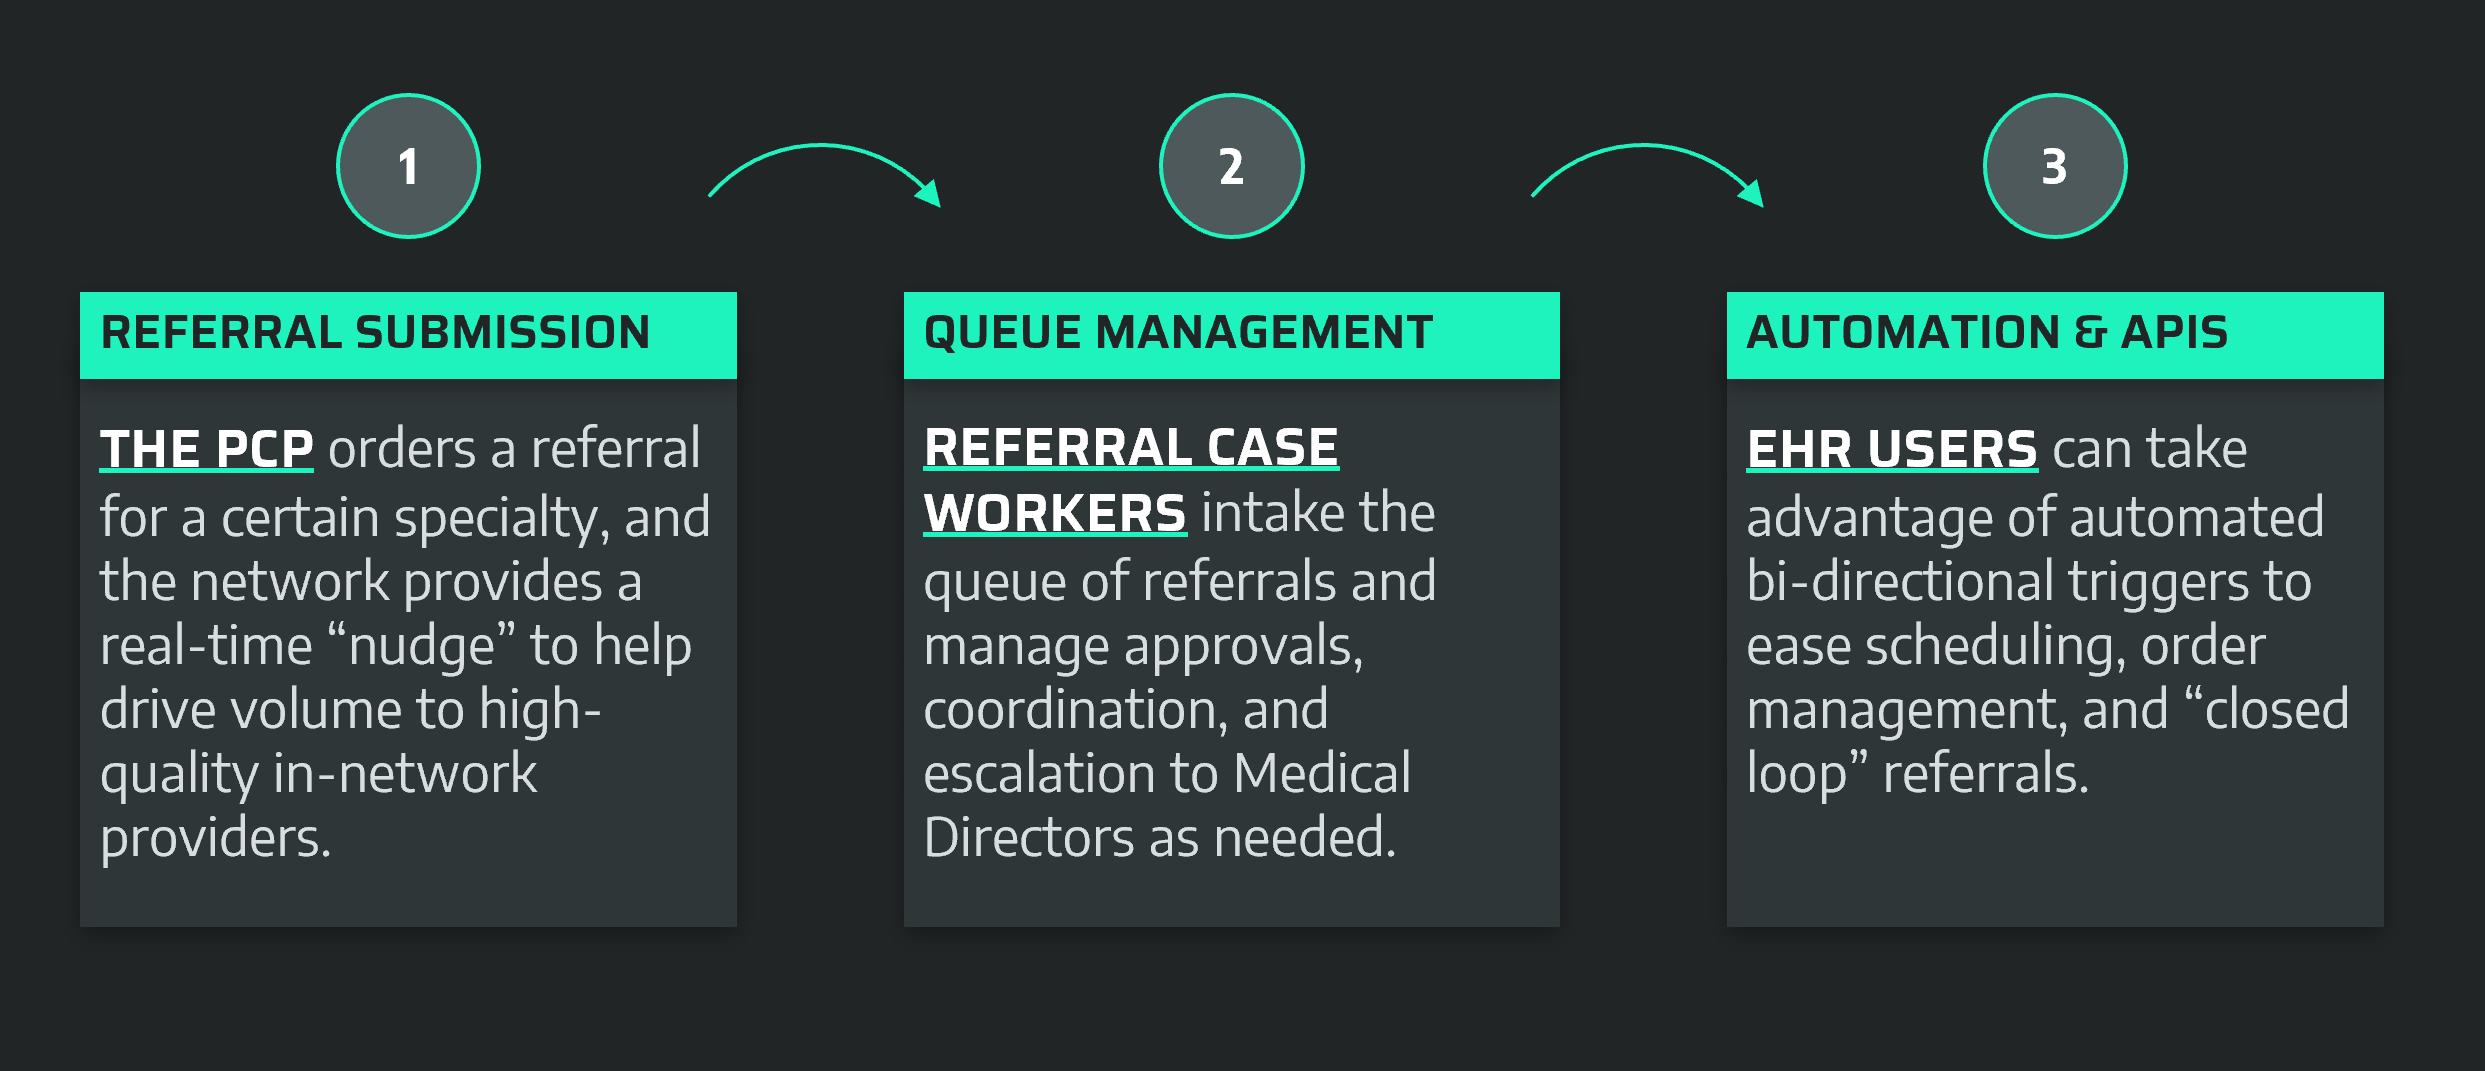 1
2
3
REFERRAL SUBMISSION
THE PCP orders a referral
for a certain specialty, and
the network provides a
real-time “nudge” to help
drive volume to high-
quality in-network
providers.
QUEUE MANAGEMENT
REFERRAL CASE
WORKERS intake the
queue of referrals and
manage approvals,
coordination, and
escalation to Medical
Directors as needed.
AUTOMATION & APIS
EHR USERS can take
advantage of automated
bi-directional triggers to
ease scheduling, order
management, and “closed
loop” referrals.